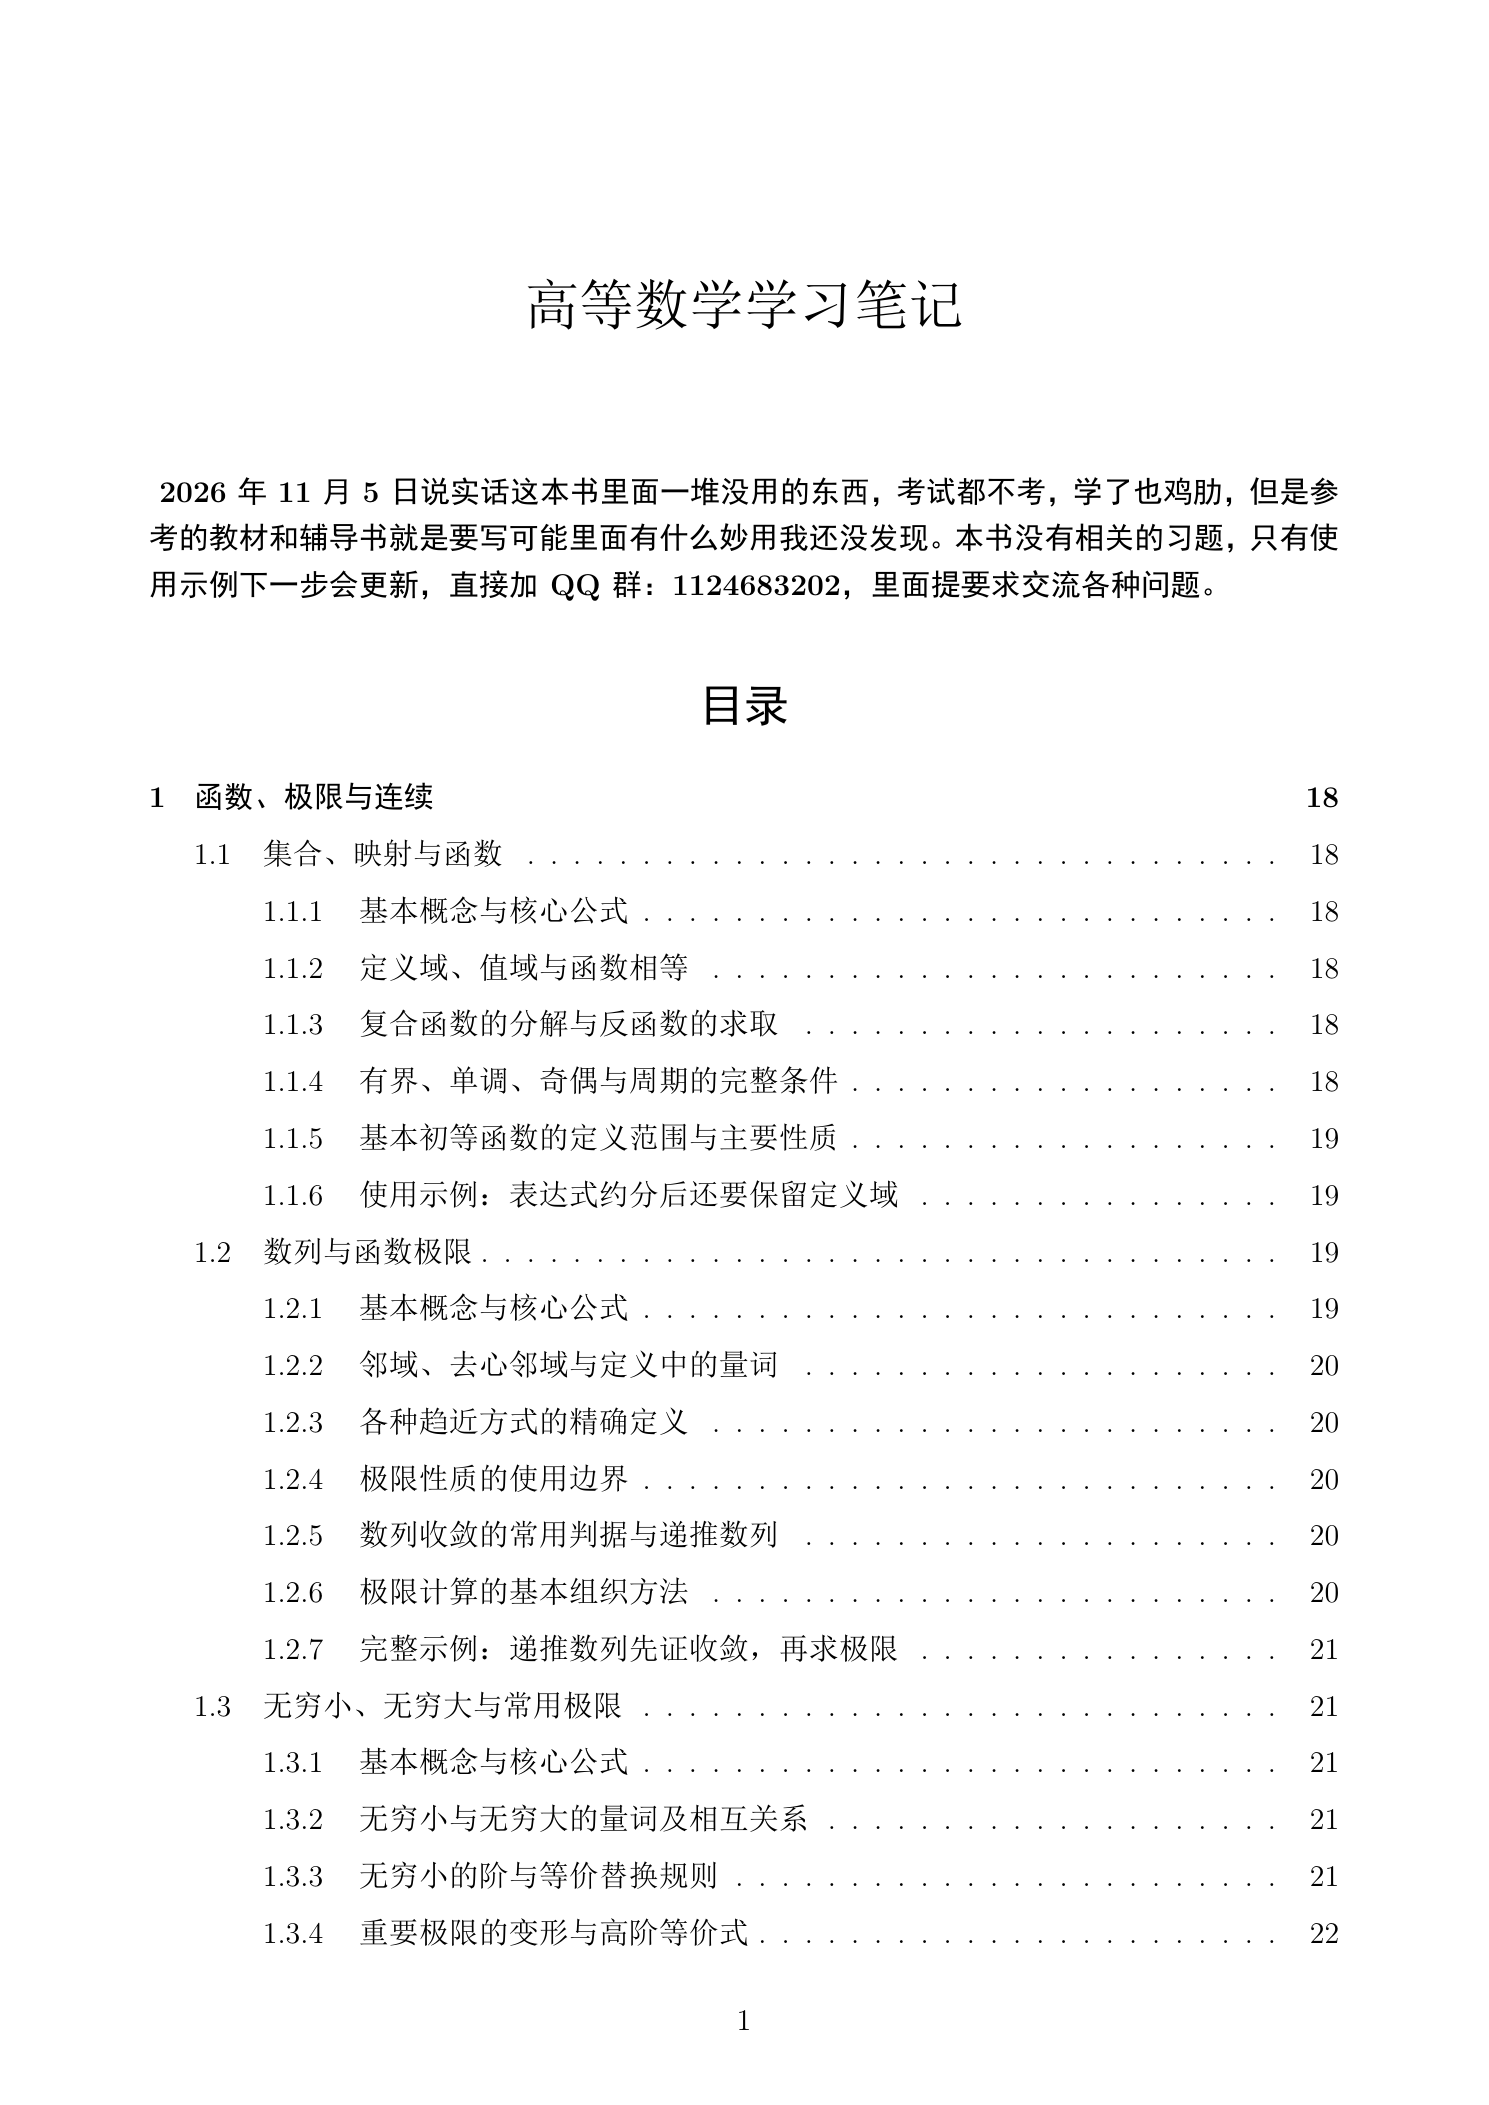 高等数学学习笔记
2026 年 11 月 5 日说实话这本书里面一堆没用的东西，考试都不考，学了也鸡肋，但是参
考的教材和辅导书就是要写可能里面有什么妙用我还没发现。本书没有相关的习题，只有使
用示例下一步会更新，直接加 QQ 群：1124683202，里面提要求交流各种问题。
目录
1 函数、极限与连续 18
1.1 集合、映射与函数 . . . . . . . . . . . . . . . . . . . . . . . . . . . . . . . . . 18
1.1.1 基本概念与核心公式 . . . . . . . . . . . . . . . . . . . . . . . . . . . . 18
1.1.2 定义域、值域与函数相等 . . . . . . . . . . . . . . . . . . . . . . . . . 18
1.1.3 复合函数的分解与反函数的求取 . . . . . . . . . . . . . . . . . . . . . 18
1.1.4 有界、单调、奇偶与周期的完整条件 . . . . . . . . . . . . . . . . . . . 18
1.1.5 基本初等函数的定义范围与主要性质 . . . . . . . . . . . . . . . . . . . 19
1.1.6 使用示例：表达式约分后还要保留定义域 . . . . . . . . . . . . . . . . 19
1.2 数列与函数极限 . . . . . . . . . . . . . . . . . . . . . . . . . . . . . . . . . . . 19
1.2.1 基本概念与核心公式 . . . . . . . . . . . . . . . . . . . . . . . . . . . . 19
1.2.2 邻域、去心邻域与定义中的量词 . . . . . . . . . . . . . . . . . . . . . 20
1.2.3 各种趋近方式的精确定义 . . . . . . . . . . . . . . . . . . . . . . . . . 20
1.2.4 极限性质的使用边界 . . . . . . . . . . . . . . . . . . . . . . . . . . . . 20
1.2.5 数列收敛的常用判据与递推数列 . . . . . . . . . . . . . . . . . . . . . 20
1.2.6 极限计算的基本组织方法 . . . . . . . . . . . . . . . . . . . . . . . . . 20
1.2.7 完整示例：递推数列先证收敛，再求极限 . . . . . . . . . . . . . . . . 21
1.3 无穷小、无穷大与常用极限 . . . . . . . . . . . . . . . . . . . . . . . . . . . . 21
1.3.1 基本概念与核心公式 . . . . . . . . . . . . . . . . . . . . . . . . . . . . 21
1.3.2 无穷小与无穷大的量词及相互关系 . . . . . . . . . . . . . . . . . . . . 21
1.3.3 无穷小的阶与等价替换规则 . . . . . . . . . . . . . . . . . . . . . . . . 21
1.3.4 重要极限的变形与高阶等价式 . . . . . . . . . . . . . . . . . . . . . . . 22
1